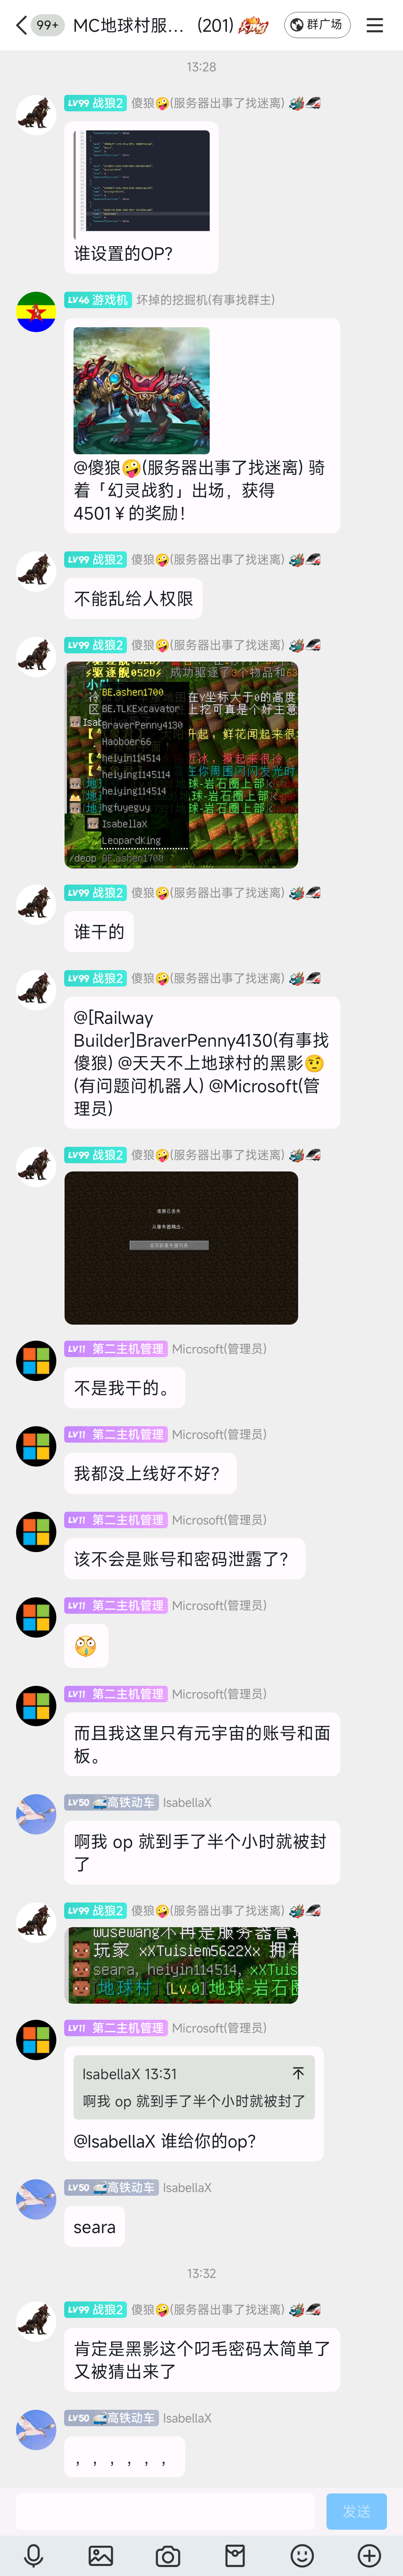 99+
MC地球村服... (201)
群广场
13:28
LV99 战狼2 傻狼🤪(服务器出事了找迷离)
谁设置的OP?
LV46 游戏机 坏掉的挖掘机(有事找群主)
@傻狼🤪(服务器出事了找迷离) 骑
着「幻灵战豹」出场，获得
4501￥的奖励！
LV99 战狼2 傻狼🤪(服务器出事了找迷离)
不能乱给人权限
LV99 战狼2 傻狼🤪(服务器出事了找迷离)
成功驱逐了3个物品和
BE.ashen1700
BE.TLKExcavator
BraverPenny4130
Haoboer66
heiyin114514
heiying1145114
heiying114514
hgfuyeguy
IsabellaX
LeopardKing
/deop BE.ashen1700
LV99 战狼2 傻狼🤪(服务器出事了找迷离)
谁干的
LV99 战狼2 傻狼🤪(服务器出事了找迷离)
@[Railway
Builder]BraverPenny4130(有事找
傻狼) @天天不上地球村的黑影🤨
(有问题问机器人) @Microsoft(管
理员)
LV99 战狼2 傻狼🤪(服务器出事了找迷离)
连接已丢失
LV11 第二主机管理 Microsoft(管理员)
不是我干的。
LV11 第二主机管理 Microsoft(管理员)
我都没上线好不好？
LV11 第二主机管理 Microsoft(管理员)
该不会是账号和密码泄露了？
LV11 第二主机管理 Microsoft(管理员)
LV11 第二主机管理 Microsoft(管理员)
而且我这里只有元宇宙的账号和面
板。
LV50 🚄高铁动车 IsabellaX
啊我 op 就到手了半个小时就被封
了
LV99 战狼2 傻狼🤪(服务器出事了找迷离)
wusewang不再是服务器管
玩家 xXTuisiem5622Xx 拥有
seara, heiyin114514, xXTuis
[地球村] [Lv.0]地球-岩石圈
LV11 第二主机管理 Microsoft(管理员)
IsabellaX 13:31
啊我 op 就到手了半个小时就被封了
@IsabellaX 谁给你的op?
LV50 🚄高铁动车 IsabellaX
seara
13:32
LV99 战狼2 傻狼🤪(服务器出事了找迷离)
肯定是黑影这个叼毛密码太简单了
又被猜出来了
LV50 🚄高铁动车 IsabellaX
，，，，，，
发送